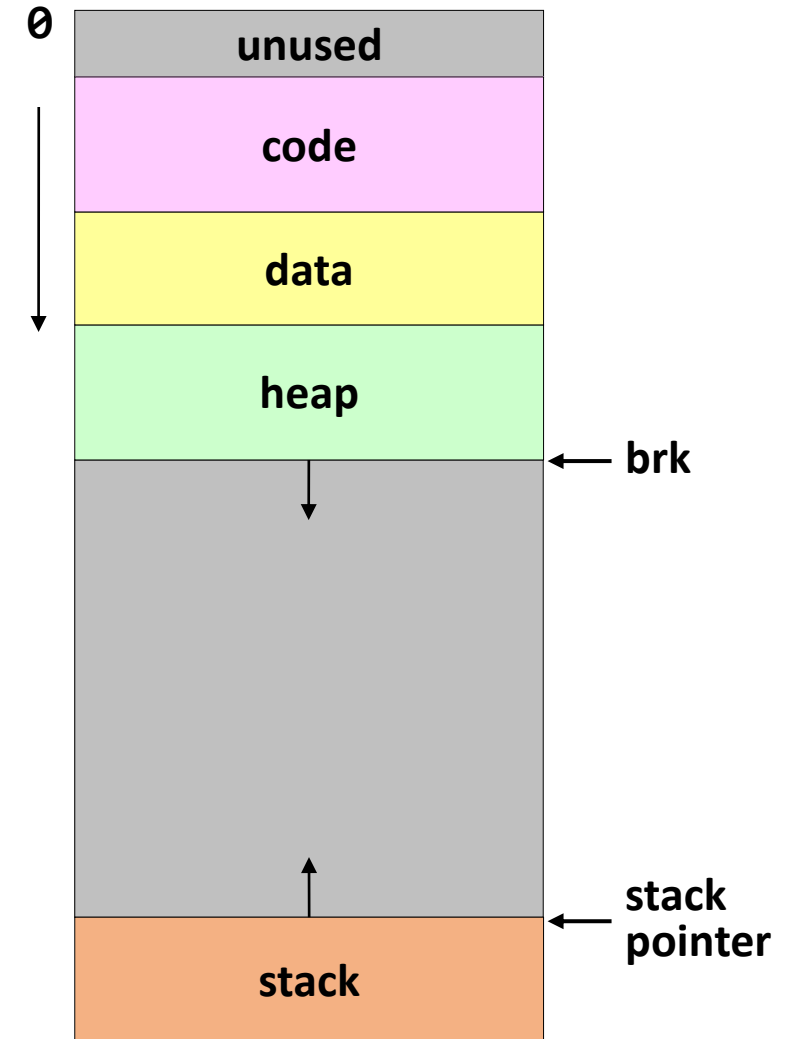 0
unused
code
data
heap
brk
stack
pointer
stack